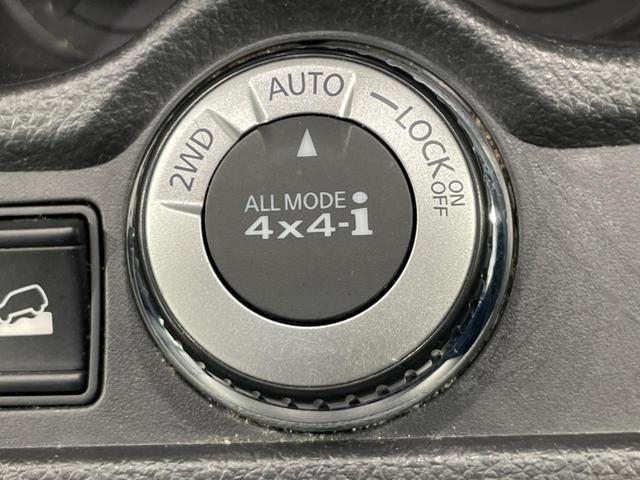 2WD
AUTO
LOCK
ON
OFF
ALL MODE
4x4-i